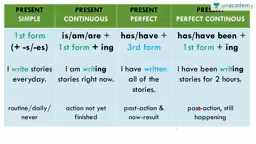 unacademy
PRESENT SIMPLE
PRESENT CONTINUOUS
PRESENT PERFECT
PRESENT PERFECT CONTINOUS
1st form
(+ -s/-es)
is/am/are +
1st form + ing
has/have +
3rd form
has/have been +
1st form + ing
I write stories
everyday.
I am writing
stories right now.
I have written
all of the
stories.
I have been writing
stories for 2 hours.
routine/daily/
never
action not yet
finished
past-action &
now-result
past-action, still
happening